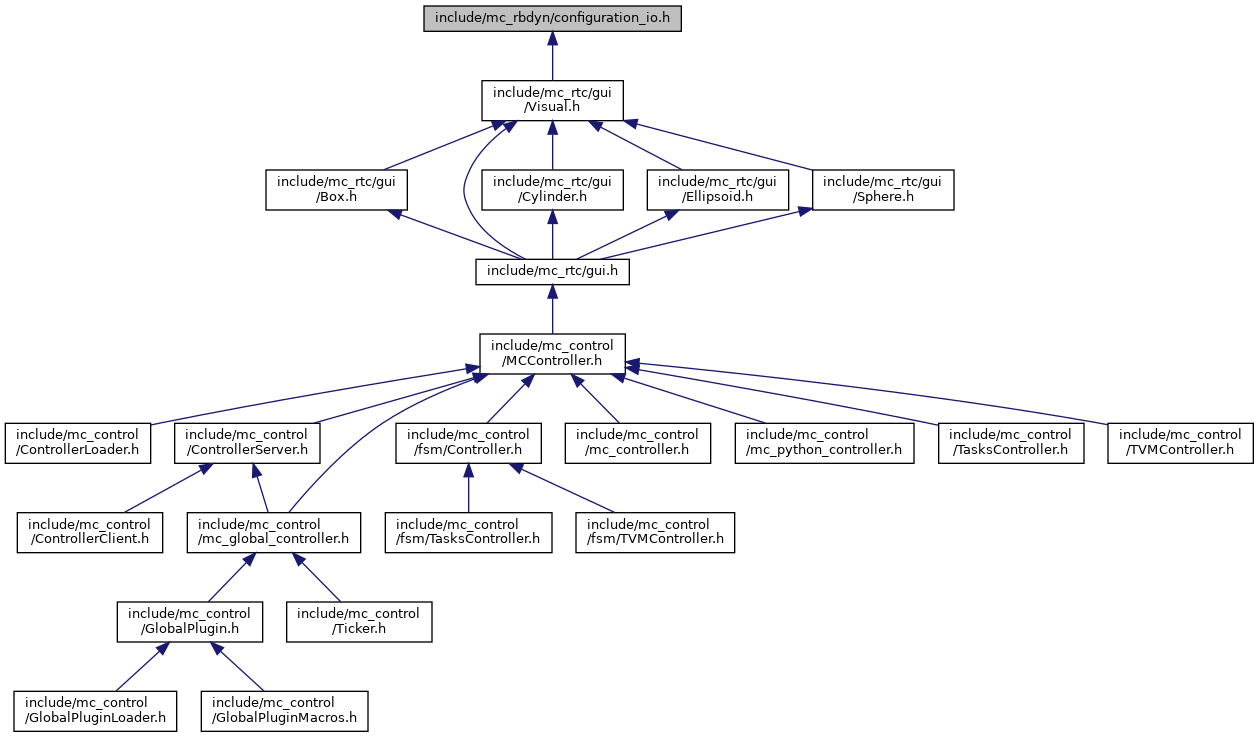 include/mc_rbdyn/configuration_io.h
include/mc_rtc/gui
/Visual.h
include/mc_rtc/gui
/Box.h
include/mc_rtc/gui
/Cylinder.h
include/mc_rtc/gui
/Ellipsoid.h
include/mc_rtc/gui
/Sphere.h
include/mc_rtc/gui.h
include/mc_control
/MCController.h
include/mc_control
/ControllerLoader.h
include/mc_control
/ControllerServer.h
include/mc_control
/fsm/Controller.h
include/mc_control
/mc_controller.h
include/mc_control
/mc_python_controller.h
include/mc_control
/TasksController.h
include/mc_control
/TVMController.h
include/mc_control
/ControllerClient.h
include/mc_control
/mc_global_controller.h
include/mc_control
/fsm/TasksController.h
include/mc_control
/fsm/TVMController.h
include/mc_control
/GlobalPlugin.h
include/mc_control
/Ticker.h
include/mc_control
/GlobalPluginLoader.h
include/mc_control
/GlobalPluginMacros.h